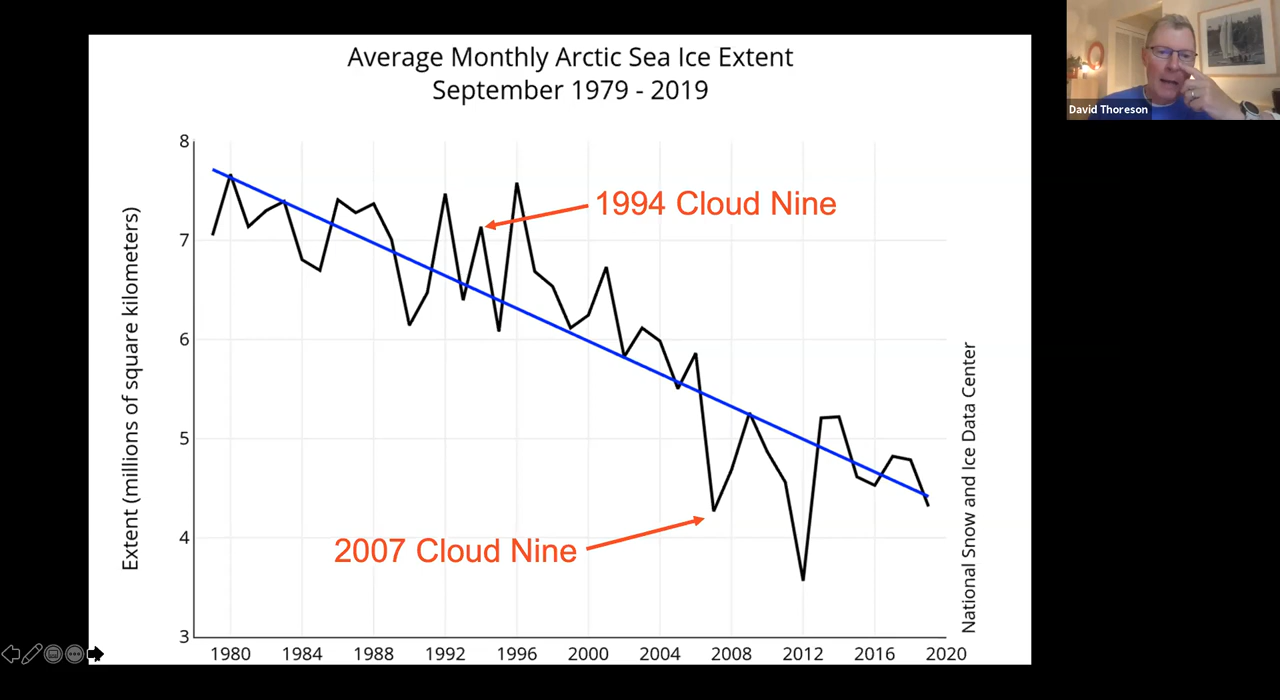 Average Monthly Arctic Sea Ice Extent
September 1979 - 2019
David Thoreson
Extent (millions of square kilometers)
8
7
6
5
4
3
1994 Cloud Nine
2007 Cloud Nine
National Snow and Ice Data Center
1980 1984 1988 1992 1996 2000 2004 2008 2012 2016 2020